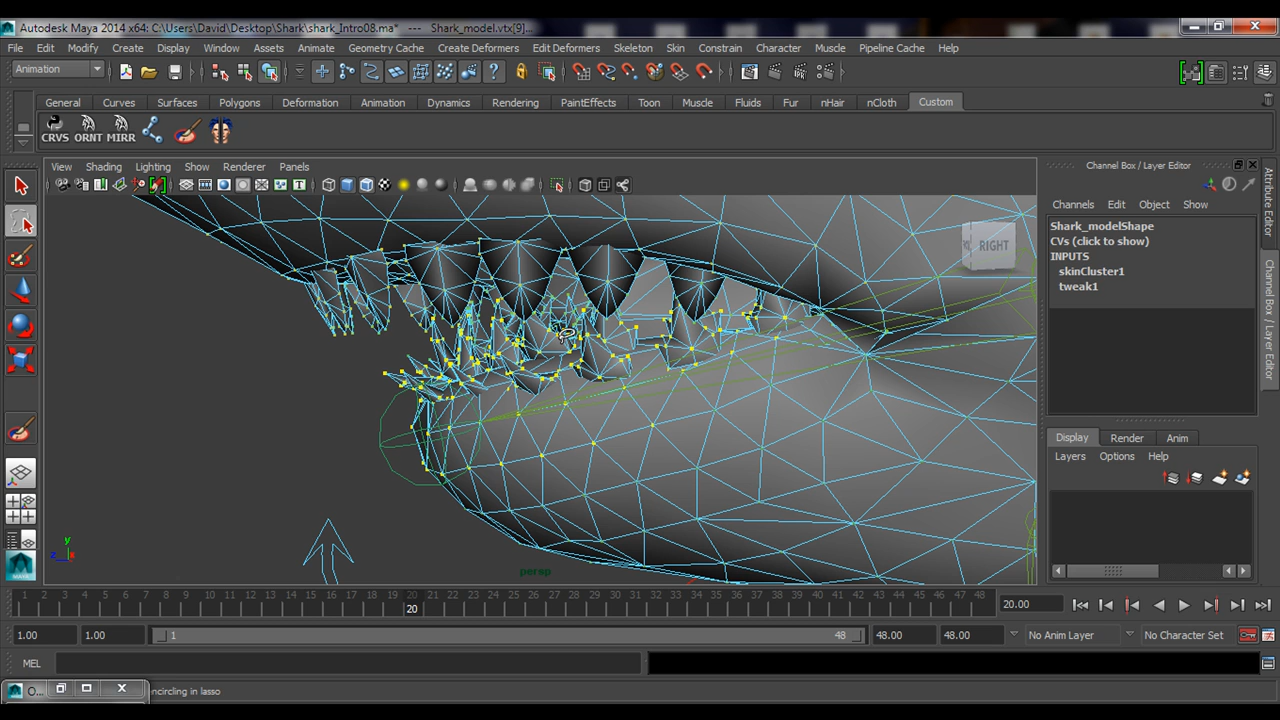 Autodesk Maya 2014 x64: C:\Users\David\Desktop\Shark\shark_Intro08.ma* --- Shark_model.vtx[9]...
File Edit Modify Create Display Window Assets Animate Geometry Cache Create Deformers Edit Deformers Skeleton Skin Constrain Character Muscle Pipeline Cache Help
Animation
General Curves Surfaces Polygons Deformation Animation Dynamics Rendering PaintEffects Toon Muscle Fluids Fur nHair nCloth Custom
CRVS ORNT MIRR
View Shading Lighting Show Renderer Panels
Channel Box / Layer Editor
Channels Edit Object Show
Attribute Editor
Channel Box / Layer Editor
Shark_modelShape
CVs (click to show)
INPUTS
skinCluster1
tweak1
RIGHT
Display Render Anim
Layers Options Help
y
z x
persp
1 2 3 4 5 6 7 8 9 10 11 12 13 14 15 16 17 18 19 20 21 22 23 24 25 26 27 28 29 30 31 32 33 34 35 36 37 38 39 40 41 42 43 44 45 46 47 48
20
20.00
1.00 1.00 1 48 48.00 48.00 No Anim Layer No Character Set
MEL
O... encircling in lasso